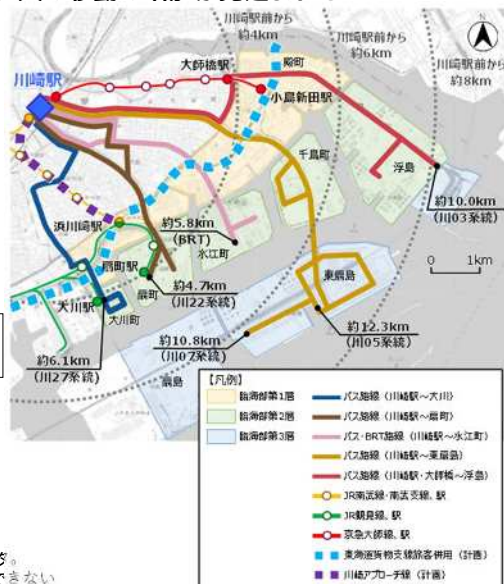 川崎駅前から
約4km
川崎駅前から
約6km
川崎駅前から
約8km
大師橋駅
殿町
川崎駅
小島新田駅
千鳥町
浮島
約10.0km
(川03系統)
浜川崎駅
約5.8km
(BRT)
水江町
扇町駅
東扇島
0 1km
扇町
約4.7km
(川22系統)
大川駅
大川町
約12.3km
(川05系統)
約10.8km
(川07系統)
約6.1km
(川27系統)
扇島
【凡例】
臨海部第1層
臨海部第2層
臨海部第3層
バス路線(川崎駅~大川)
バス路線(川崎駅~扇町)
バス・BRT路線(川崎駅~水江町)
バス路線(川崎駅~東扇島)
バス路線(川崎駅・大師橋~浮島)
JR南武線・南武支線、駅
JR鶴見線、駅
京急大師線、駅
東海道貨物支線旅客併用(計画)
川崎アプローチ線(計画)
できない